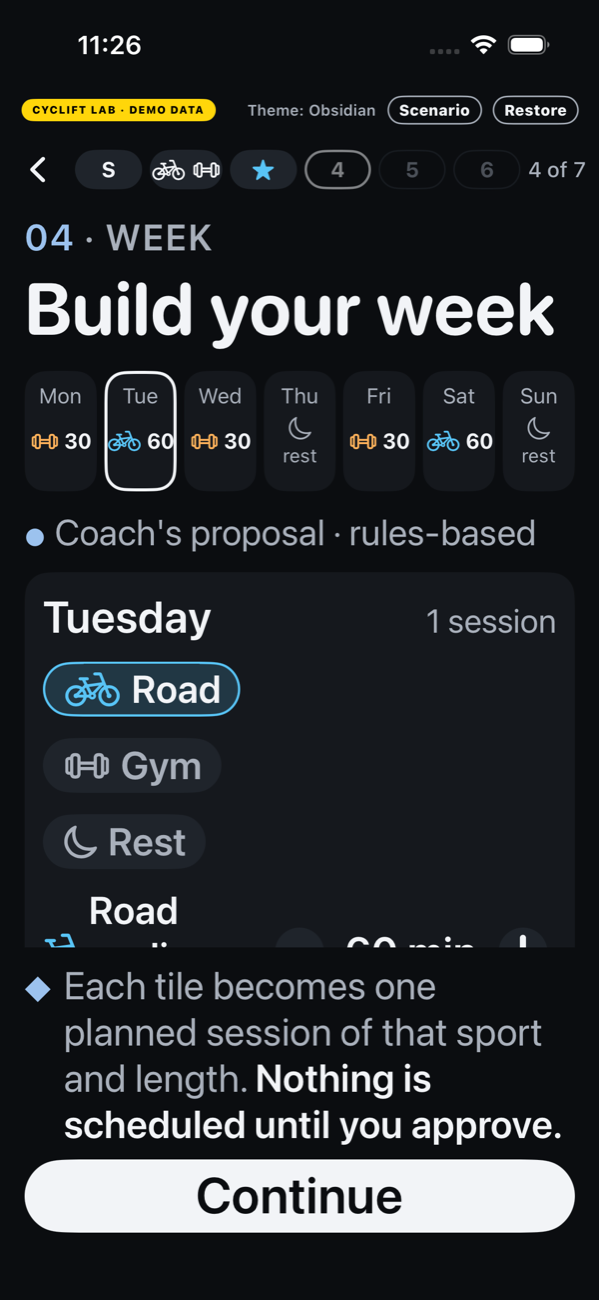 11:26
CYCLIFT LAB · DEMO DATA
Theme: Obsidian
Scenario
Restore
S
4
5
6
4 of 7
04 · WEEK
Build your week
Mon
30
Tue
60
Wed
30
Thu
rest
Fri
30
Sat
60
Sun
rest
Coach's proposal · rules-based
Tuesday
1 session
Road
Gym
Rest
Road
60 min
Each tile becomes one
planned session of that sport
and length. Nothing is
scheduled until you approve.
Continue